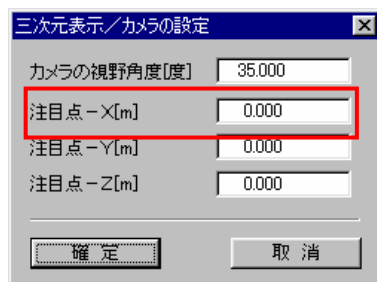 三次元表示／カメラの設定
カメラの視野角度[度] 35.000
注目点－X[m] 0.000
注目点－Y[m] 0.000
注目点－Z[m] 0.000
確 定 取 消